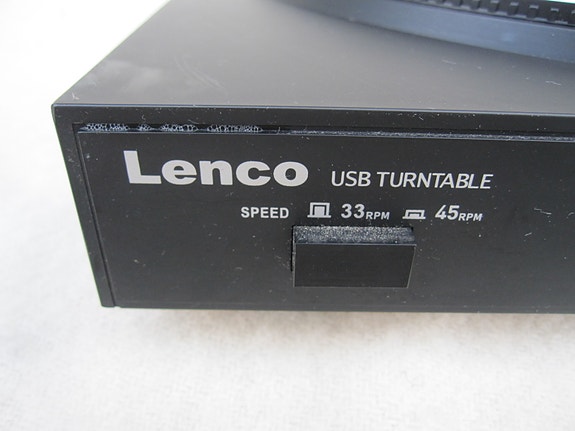 Lenco USB TURNTABLE
SPEED 33RPM 45RPM